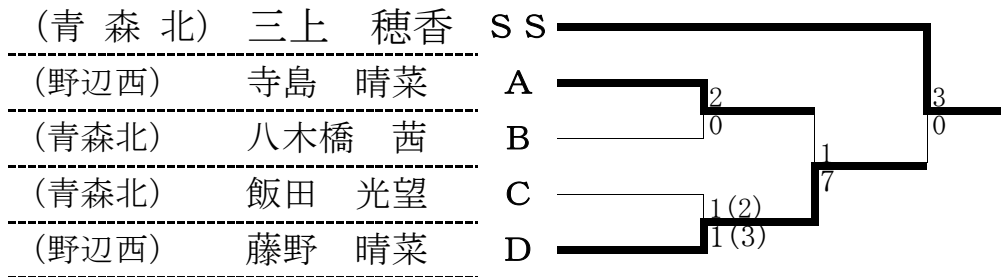 (青 森 北) 三上 穂香 S S
(野辺西) 寺島 晴菜 A
(青森北) 八木橋 茜 B
(青森北) 飯田 光望 C
(野辺西) 藤野 晴菜 D
2
0
1(2)
1(3)
1
7
3
0